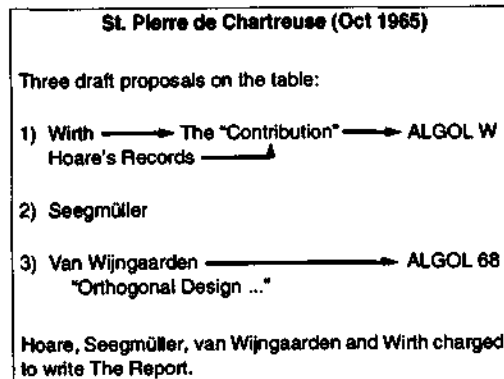 St. Pierre de Chartreuse (Oct 1965)
Three draft proposals on the table:
1) Wirth The "Contribution" ALGOL W
Hoare's Records
2) Seegmüller
3) Van Wijngaarden ALGOL 68
"Orthogonal Design ..."
Hoare, Seegmüller, van Wijngaarden and Wirth charged
to write The Report.